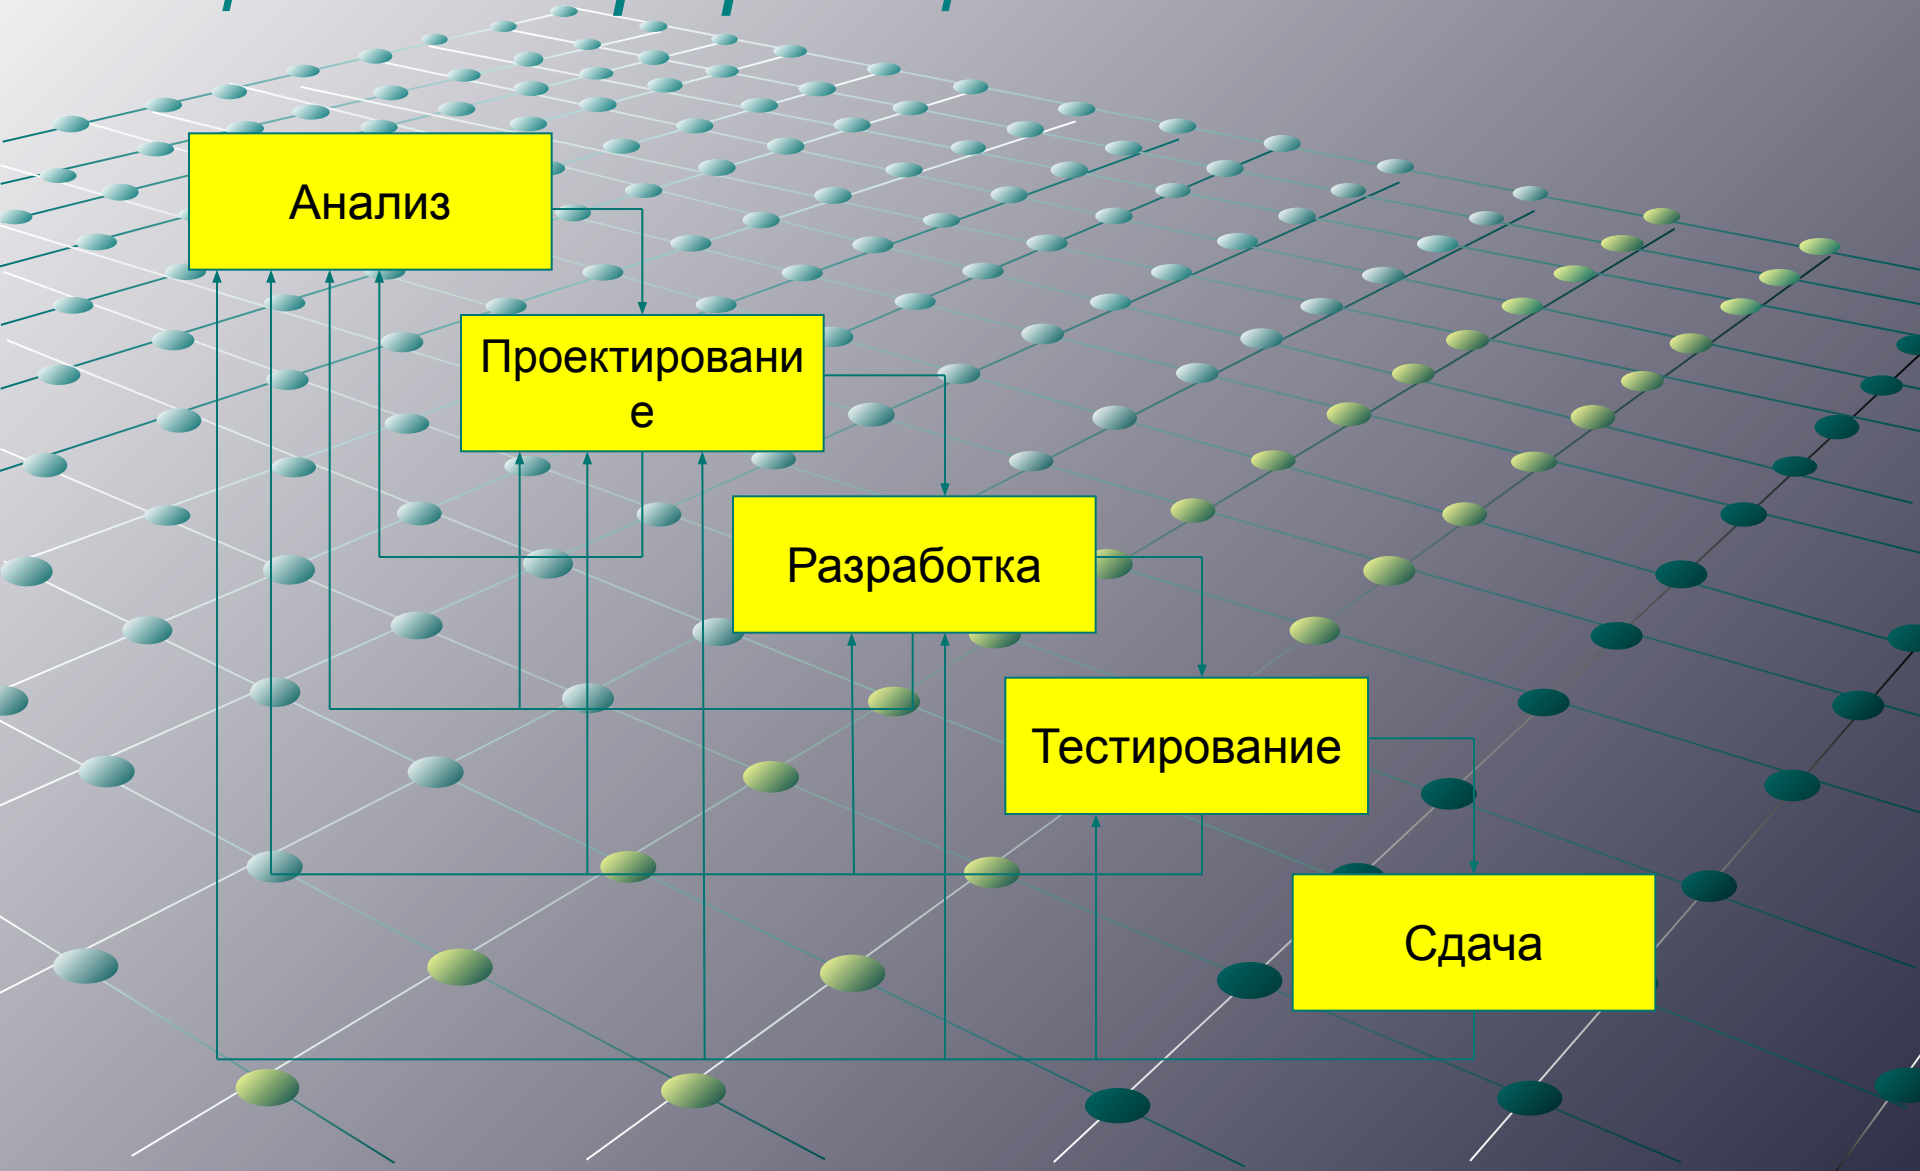 Анализ
Проектировани
е
Разработка
Тестирование
Сдача